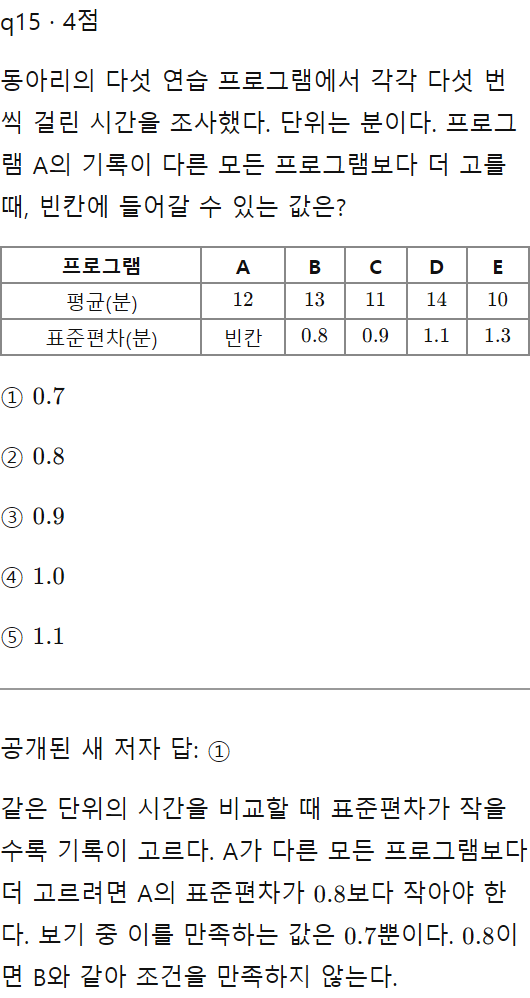 q15 · 4점
동아리의 다섯 연습 프로그램에서 각각 다섯 번
씩 걸린 시간을 조사했다. 단위는 분이다. 프로그
램 A의 기록이 다른 모든 프로그램보다 더 고를
때, 빈칸에 들어갈 수 있는 값은?
프로그램 A B C D E
평균(분) 12 13 11 14 10
표준편차(분) 빈칸 0.8 0.9 1.1 1.3
① 0.7
② 0.8
③ 0.9
④ 1.0
⑤ 1.1
공개된 새 저자 답: ①
같은 단위의 시간을 비교할 때 표준편차가 작을
수록 기록이 고르다. A가 다른 모든 프로그램보다
더 고르려면 A의 표준편차가 0.8보다 작아야 한
다. 보기 중 이를 만족하는 값은 0.7뿐이다. 0.8이
면 B와 같아 조건을 만족하지 않는다.